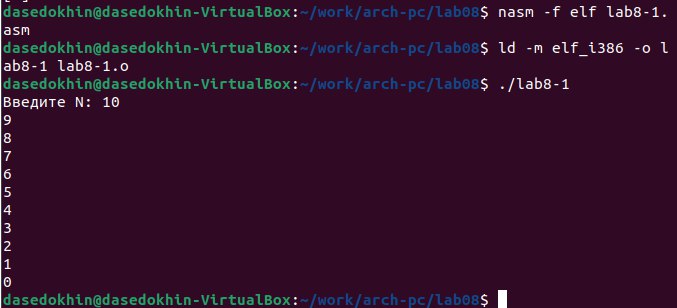 dasedokhin@dasedokhin-VirtualBox:~/work/arch-pc/lab08$ nasm -f elf lab8-1.
asm
dasedokhin@dasedokhin-VirtualBox:~/work/arch-pc/lab08$ ld -m elf_i386 -o l
ab8-1 lab8-1.o
dasedokhin@dasedokhin-VirtualBox:~/work/arch-pc/lab08$ ./lab8-1
Введите N: 10
9
8
7
6
5
4
3
2
1
0
dasedokhin@dasedokhin-VirtualBox:~/work/arch-pc/lab08$